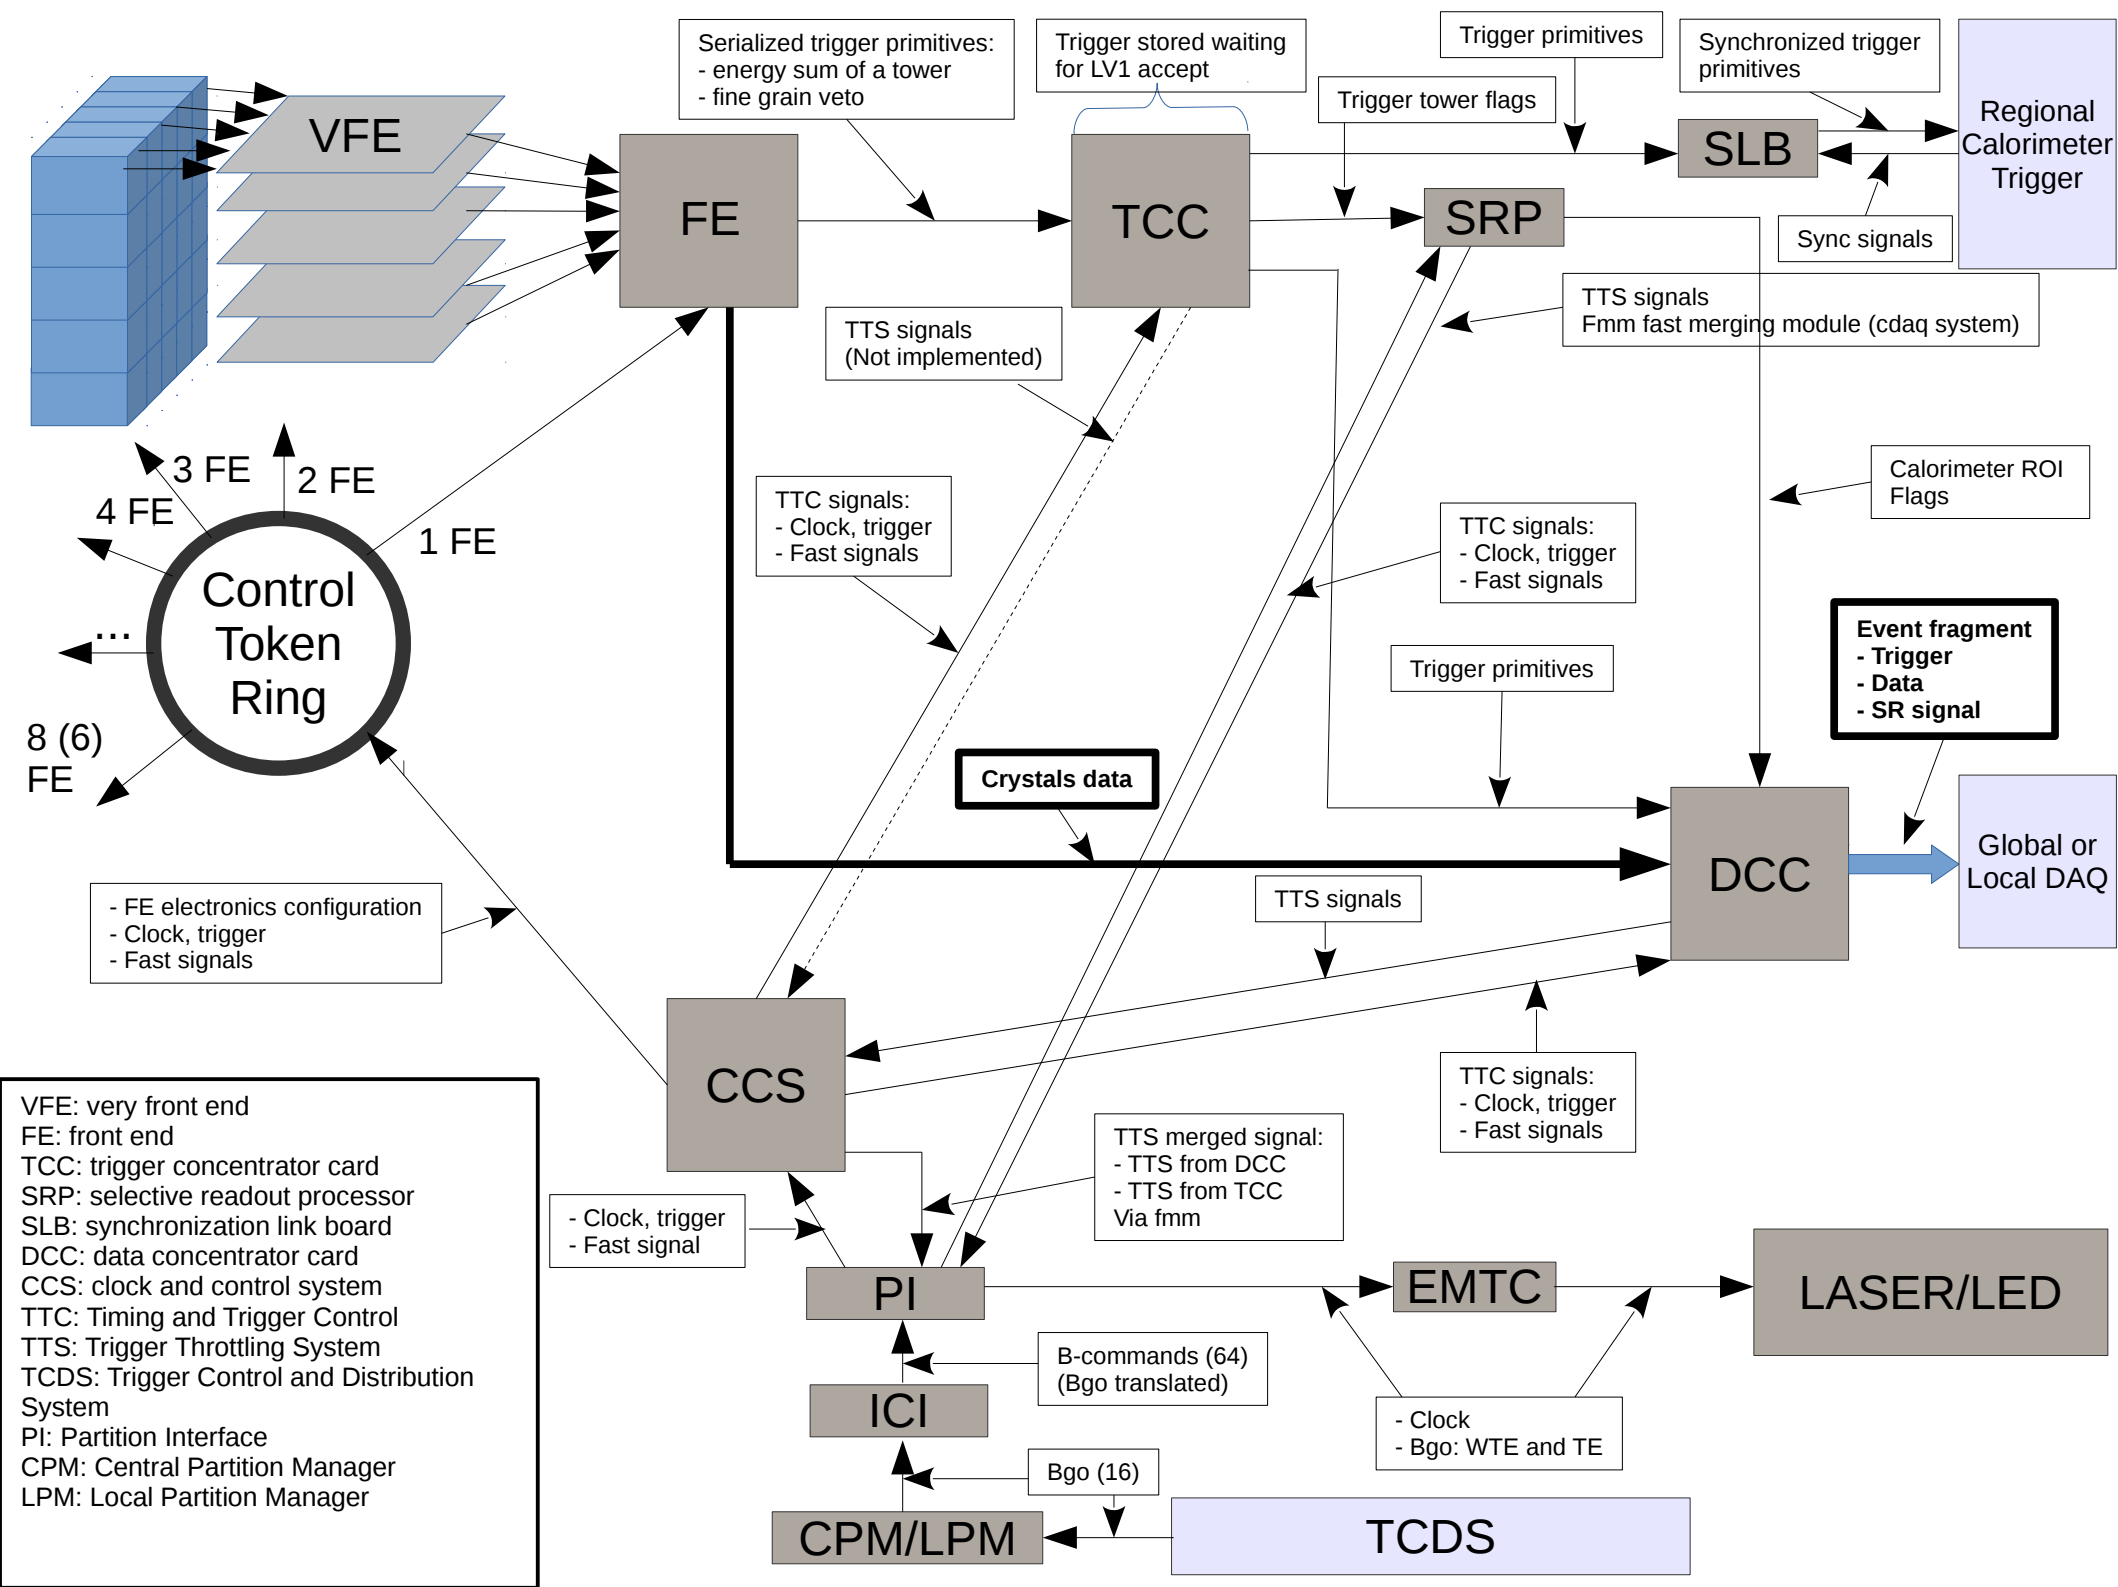 Serialized trigger primitives:
- energy sum of a tower
- fine grain veto
Trigger stored waiting
for LV1 accept
Trigger primitives
Synchronized trigger
primitives
Trigger tower flags
Regional
Calorimeter
Trigger
VFE
FE
TCC
SLB
SRP
Sync signals
TTS signals
Fmm fast merging module (cdaq system)
TTS signals
(Not implemented)
3 FE
2 FE
4 FE
1 FE
...
8 (6)
FE
Control
Token
Ring
TTC signals:
- Clock, trigger
- Fast signals
TTC signals:
- Clock, trigger
- Fast signals
Calorimeter ROI
Flags
Event fragment
- Trigger
- Data
- SR signal
Trigger primitives
Crystals data
DCC
Global or
Local DAQ
TTS signals
- FE electronics configuration
- Clock, trigger
- Fast signals
CCS
TTC signals:
- Clock, trigger
- Fast signals
TTS merged signal:
- TTS from DCC
- TTS from TCC
Via fmm
- Clock, trigger
- Fast signal
PI
EMTC
LASER/LED
B-commands (64)
(Bgo translated)
ICI
- Clock
- Bgo: WTE and TE
Bgo (16)
CPM/LPM
TCDS
VFE: very front end
FE: front end
TCC: trigger concentrator card
SRP: selective readout processor
SLB: synchronization link board
DCC: data concentrator card
CCS: clock and control system
TTC: Timing and Trigger Control
TTS: Trigger Throttling System
TCDS: Trigger Control and Distribution
System
PI: Partition Interface
CPM: Central Partition Manager
LPM: Local Partition Manager